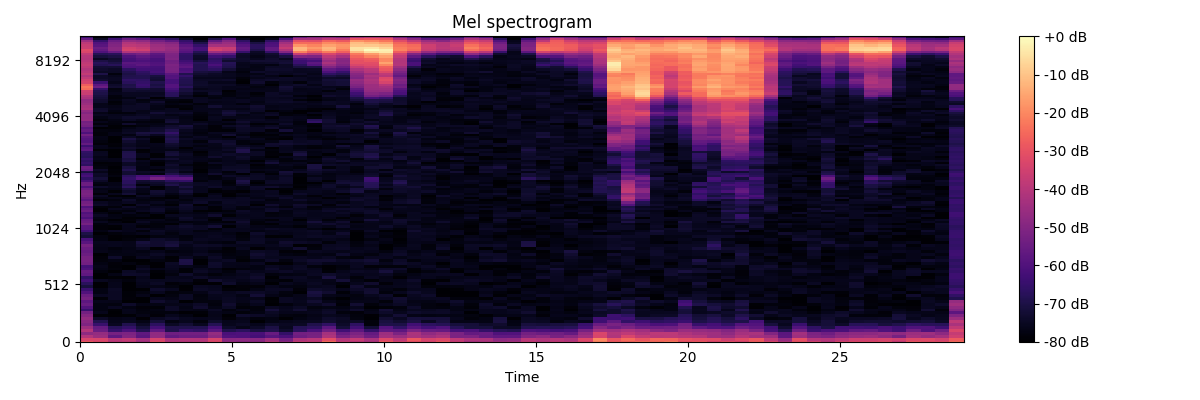 Mel spectrogram
Hz
8192
4096
2048
1024
512
0
0 5 10 15 20 25
Time
+0 dB
-10 dB
-20 dB
-30 dB
-40 dB
-50 dB
-60 dB
-70 dB
-80 dB